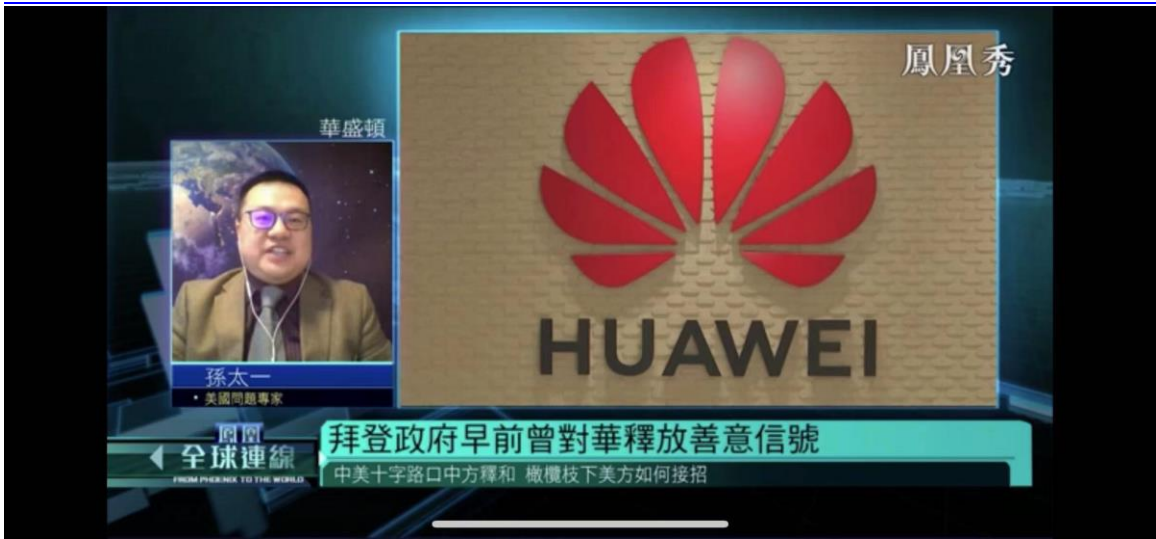 鳳凰秀
華盛頓
HUAWEI
孫太一
・美國問題專家
鳳凰
全球連線
FROM PHOENIX TO THE WORLD
拜登政府早前曾對華釋放善意信號
中美十字路口中方釋和 橄欖枝下美方如何接招